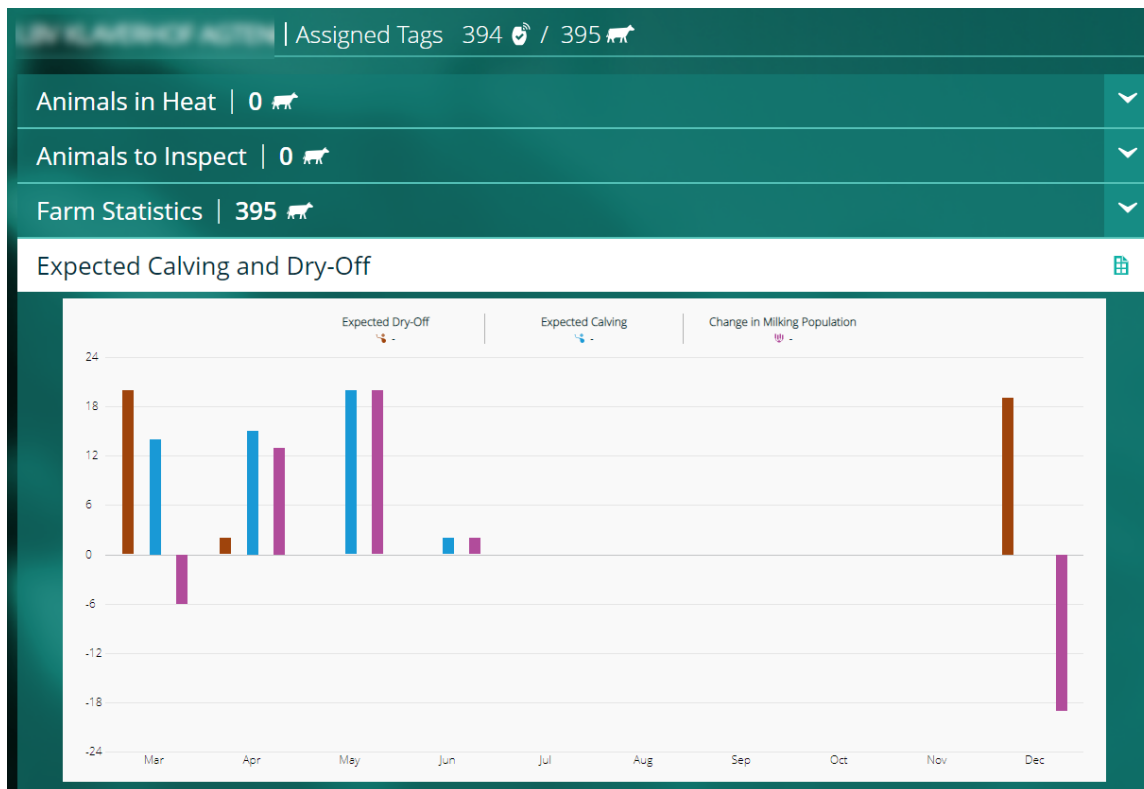 | Assigned Tags 394 / 395
Animals in Heat | 0
Animals to Inspect | 0
Farm Statistics | 395
Expected Calving and Dry-Off
Expected Dry-Off Expected Calving Change in Milking Population
- - -
24
18
12
6
0
-6
-12
-18
-24
Mar Apr May Jun Jul Aug Sep Oct Nov Dec